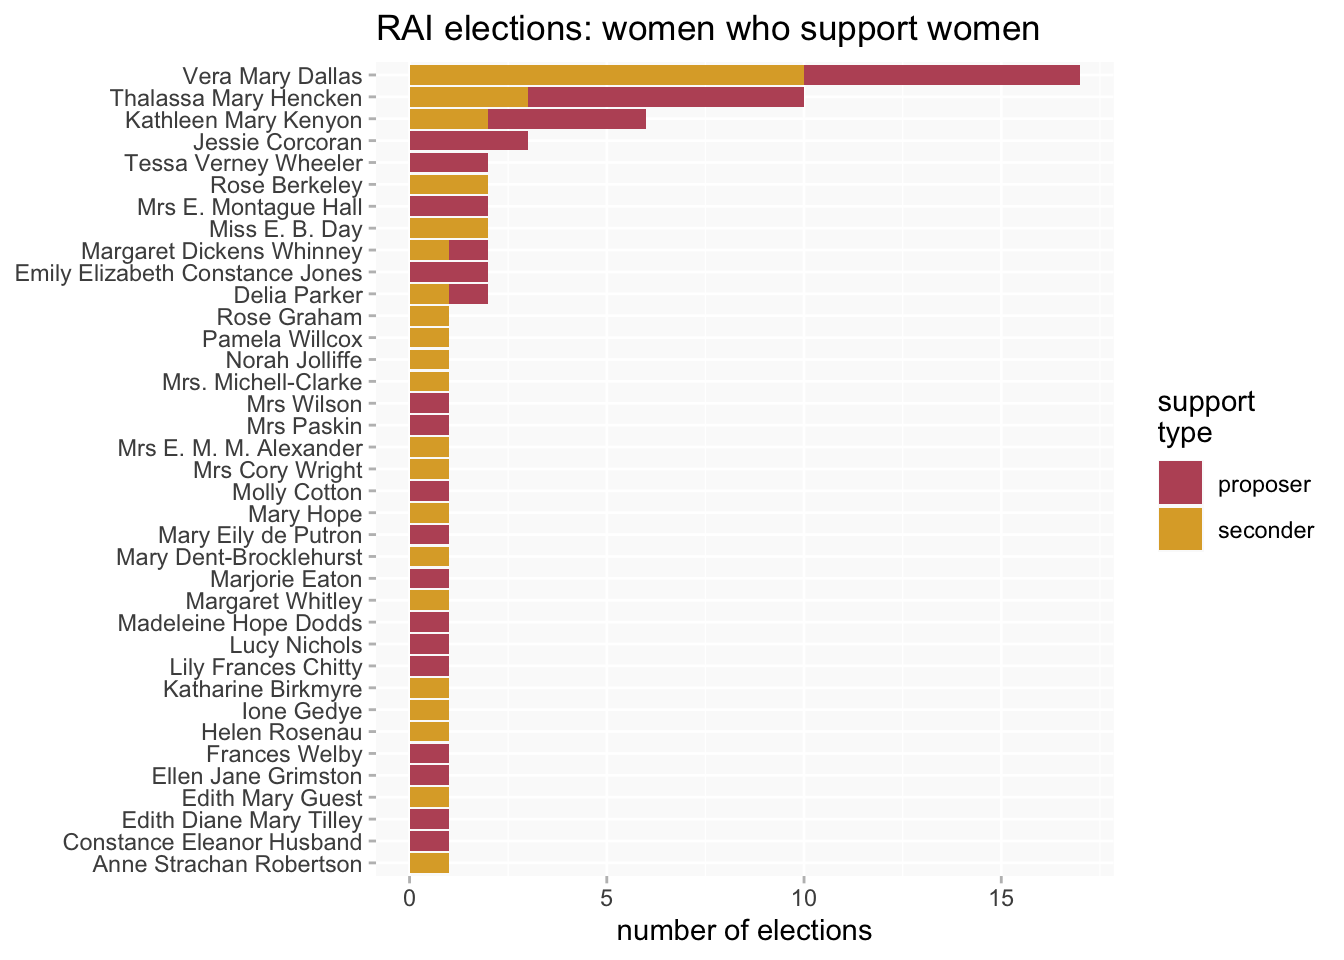 RAI elections: women who support women
Vera Mary Dallas
Thalassa Mary Hencken
Kathleen Mary Kenyon
Jessie Corcoran
Tessa Verney Wheeler
Rose Berkeley
Mrs E. Montague Hall
Miss E. B. Day
Margaret Dickens Whinney
Emily Elizabeth Constance Jones
Delia Parker
Rose Graham
Pamela Willcox
Norah Jolliffe
Mrs. Michell-Clarke
Mrs Wilson
Mrs Paskin
Mrs E. M. M. Alexander
Mrs Cory Wright
Molly Cotton
Mary Hope
Mary Eily de Putron
Mary Dent-Brocklehurst
Marjorie Eaton
Margaret Whitley
Madeleine Hope Dodds
Lucy Nichols
Lily Frances Chitty
Katharine Birkmyre
Ione Gedye
Helen Rosenau
Frances Welby
Ellen Jane Grimston
Edith Mary Guest
Edith Diane Mary Tilley
Constance Eleanor Husband
Anne Strachan Robertson
0 5 10 15
number of elections
support
type
proposer
seconder